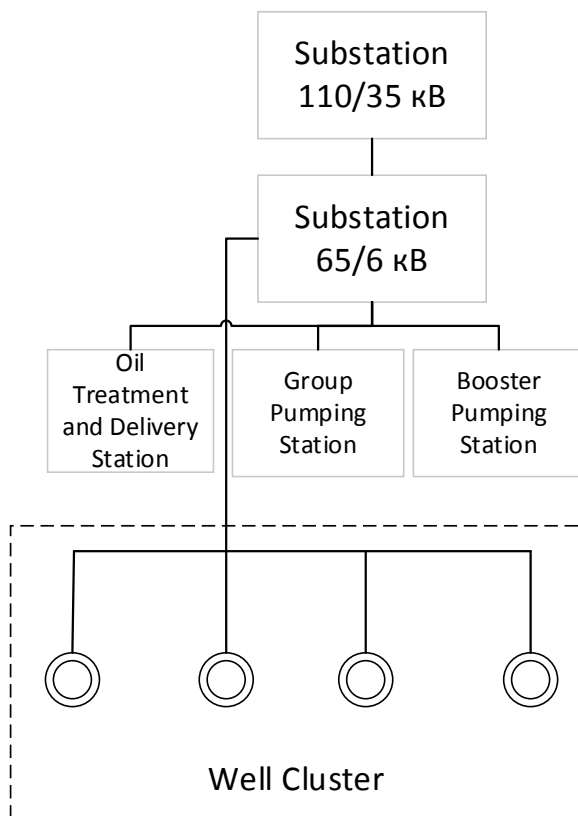 Substation
110/35 кВ
Substation
65/6 кВ
Oil
Treatment
and Delivery
Station
Group
Pumping
Station
Booster
Pumping
Station
Well Cluster